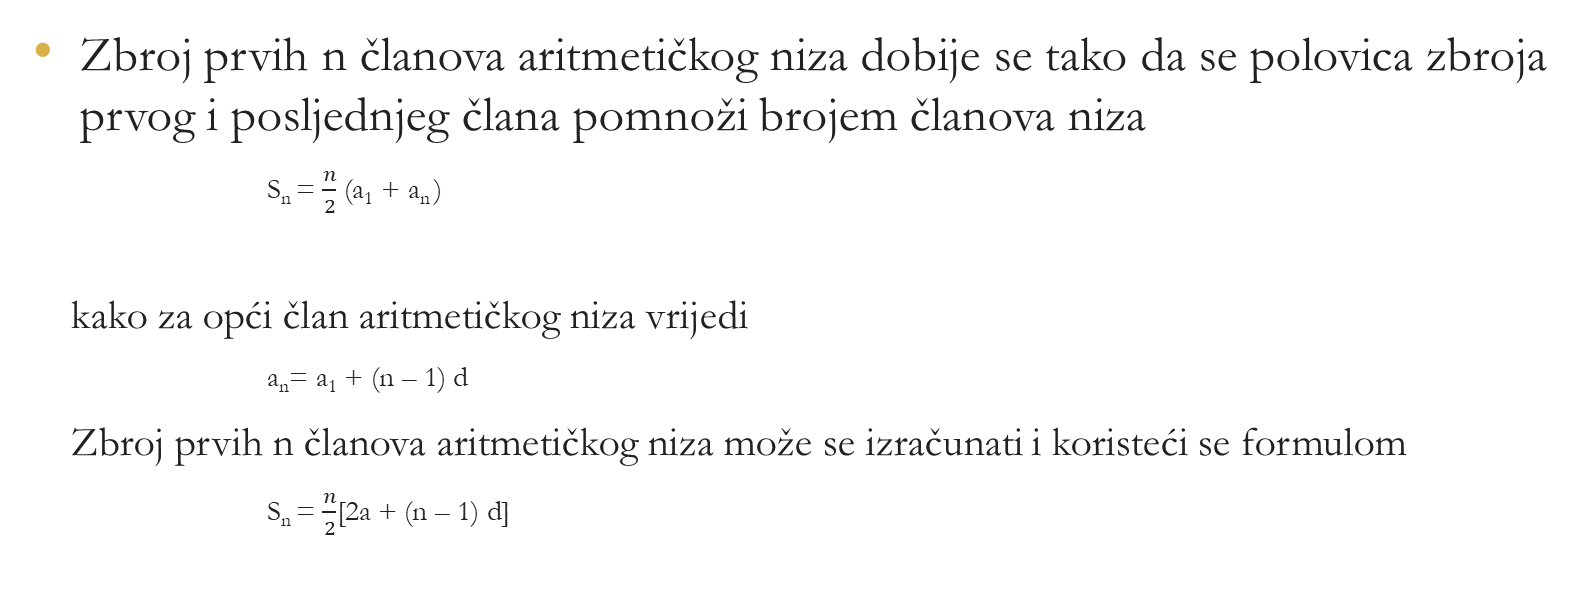 • Zbroj prvih n članova aritmetičkog niza dobije se tako da se polovica zbroja
prvog i posljednjeg člana pomnoži brojem članova niza
Sₙ = n/2 (a₁ + aₙ)
kako za opći član aritmetičkog niza vrijedi
aₙ= a₁ + (n – 1) d
Zbroj prvih n članova aritmetičkog niza može se izračunati i koristeći se formulom
Sₙ = n/2[2a + (n – 1) d]